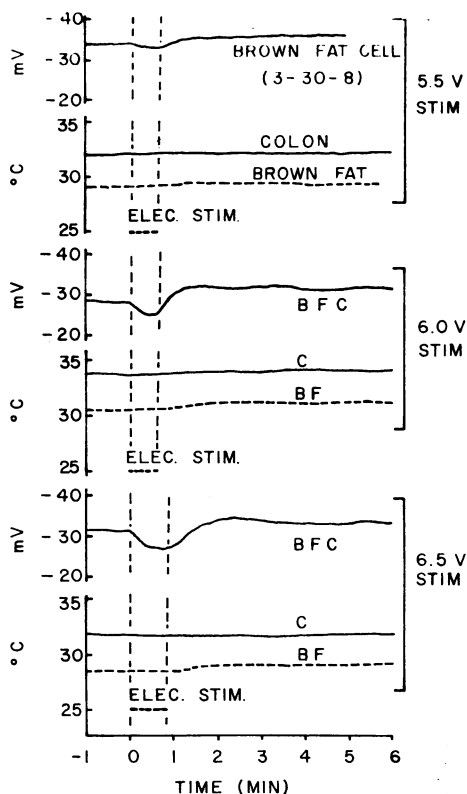 - 40
mV
- 30
BROWN FAT CELL
(3-30-8)
- 20
5.5 V
STIM
35
°C
COLON
30
BROWN FAT
25
ELEC. STIM.
- 40
mV
- 30
BFC
- 20
6.0 V
STIM
35
°C
C
30
BF
25
ELEC. STIM.
- 40
mV
- 30
BFC
- 20
6.5 V
STIM
35
°C
C
30
BF
25
ELEC. STIM.
-1 0 1 2 3 4 5 6
TIME (MIN)